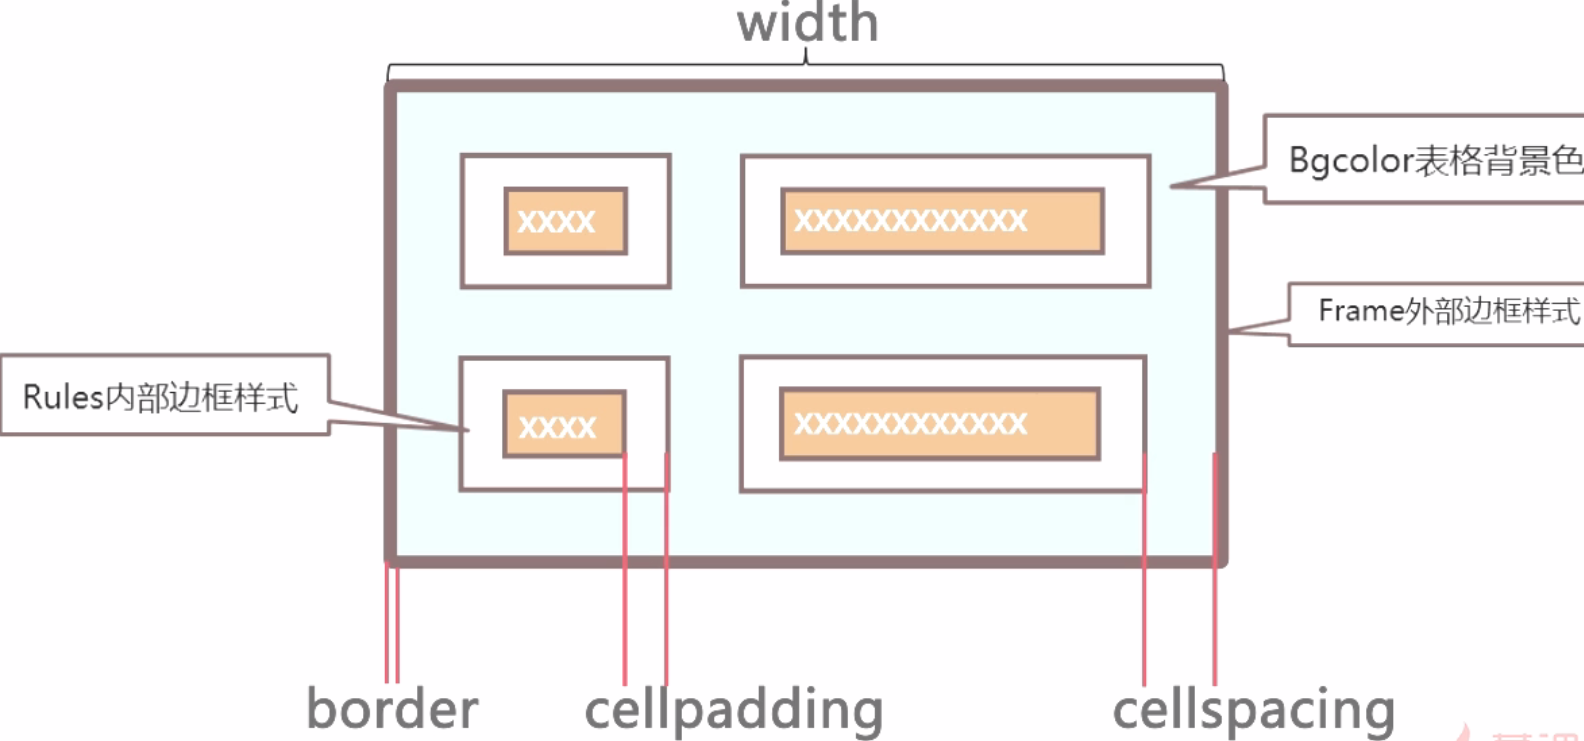 width
Bgcolor表格背景色
XXXX
XXXXXXXXXXXX
Frame外部边框样式
Rules内部边框样式
XXXX
XXXXXXXXXXXX
border
cellpadding
cellspacing